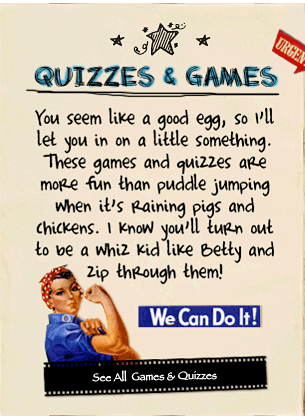 URGENT
QUIZZES & GAMES
You seem like a good egg, so I'll
let you in on a little something.
These games and quizzes are
more fun than puddle jumping
when it's raining pigs and
chickens. I know you'll turn out
to be a whiz kid like Betty and
zip through them!
We Can Do It!
See All Games & Quizzes